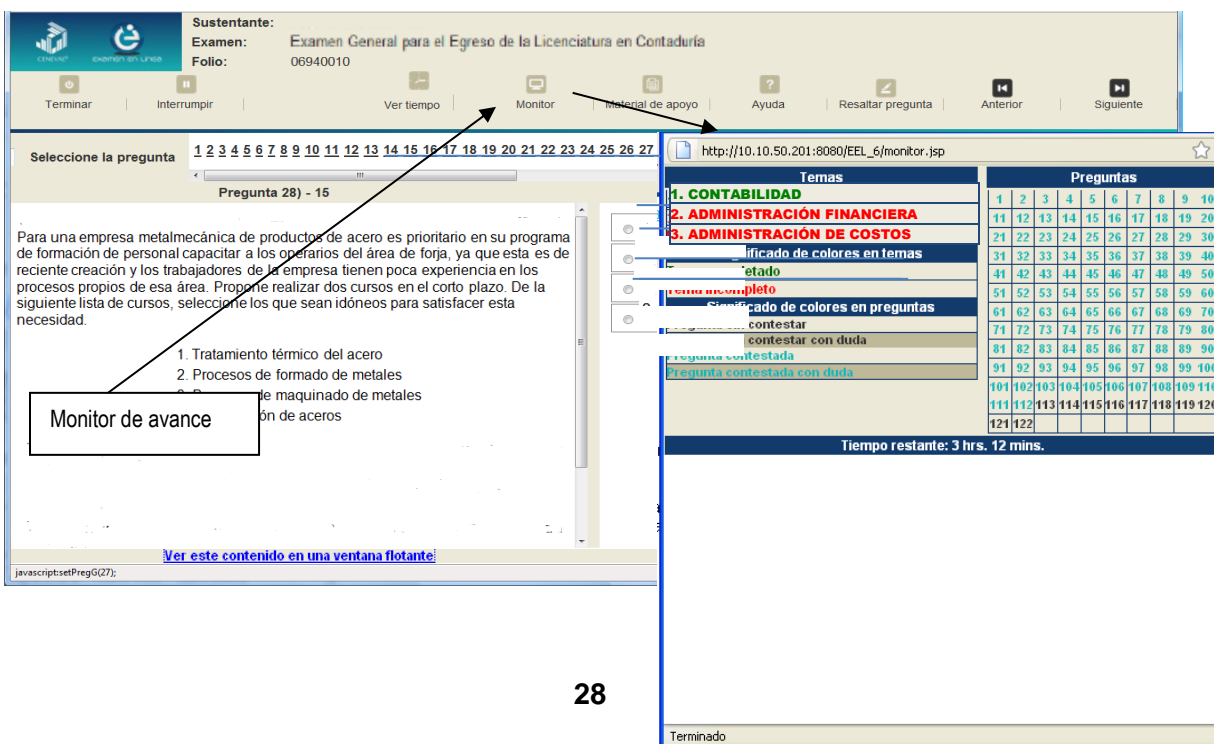 Sustentante:
Examen: Examen General para el Egreso de la Licenciatura en Contaduría
Folio: 06940010
CENEVAL®
examen en línea
Terminar
Interrumpir
Ver tiempo
Monitor
Material de apoyo
Ayuda
Resaltar pregunta
Anterior
Siguiente
Seleccione la pregunta
1 2 3 4 5 6 7 8 9 10 11 12 13 14 15 16 17 18 19 20 21 22 23 24 25 26 27
Pregunta 28) - 15
Para una empresa metalmecánica de productos de acero es prioritario en su programa
de formación de personal capacitar a los operarios del área de forja, ya que esta es de
reciente creación y los trabajadores de la empresa tienen poca experiencia en los
procesos propios de esa área. Propone realizar dos cursos en el corto plazo. De la
siguiente lista de cursos, seleccione los que sean idóneos para satisfacer esta
necesidad.
1. Tratamiento térmico del acero
2. Procesos de formado de metales
de maquinado de metales
ón de aceros
Monitor de avance
Ver este contenido en una ventana flotante
javascript:setPregG(27);
http://10.10.50.201:8080/EEL_6/monitor.jsp
Temas
1. CONTABILIDAD
2. ADMINISTRACIÓN FINANCIERA
3. ADMINISTRACIÓN DE COSTOS
ificado de colores en temas
etado
Tema incompleto
Significado de colores en preguntas
contestar
contestar con duda
Pregunta contestada
Pregunta contestada con duda
Preguntas
1 2 3 4 5 6 7 8 9 10
11 12 13 14 15 16 17 18 19 20
21 22 23 24 25 26 27 28 29 30
31 32 33 34 35 36 37 38 39 40
41 42 43 44 45 46 47 48 49 50
51 52 53 54 55 56 57 58 59 60
61 62 63 64 65 66 67 68 69 70
71 72 73 74 75 76 77 78 79 80
81 82 83 84 85 86 87 88 89 90
91 92 93 94 95 96 97 98 99 100
101 102 103 104 105 106 107 108 109 110
111 112 113 114 115 116 117 118 119 120
121 122
Tiempo restante: 3 hrs. 12 mins.
Terminado
28